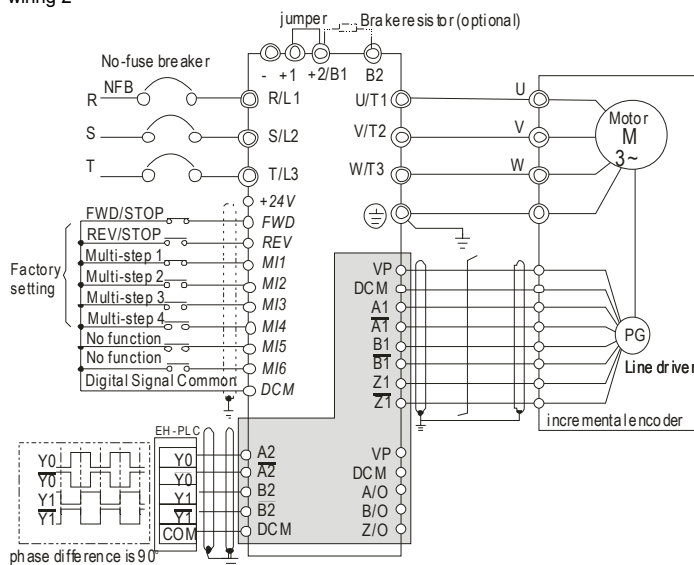 wiring 2
jumper
Brake resistor (optional)
No-fuse breaker
- +1 +2/B1 B2
NFB
R R/L1 U/T1 U
S S/L2 V/T2 V
T T/L3 W/T3 W
Motor
M
3~
+24V
FWD/STOP FWD
REV/STOP REV
Multi-step 1 MI1
Multi-step 2 MI2
Multi-step 3 MI3
Multi-step 4 MI4
No function MI5
No function MI6
Digital Signal Common DCM
Factory
setting
VP
DCM
A1
A1
B1
B1
Z1
Z1
PG
Line driver
incremental encoder
EH-PLC
Y0 Y0 A2
Y0 Y0 A2
Y1 Y1 B2
Y1 Y1 B2
COM DCM
VP
DCM
A/O
B/O
Z/O
phase difference is 90°